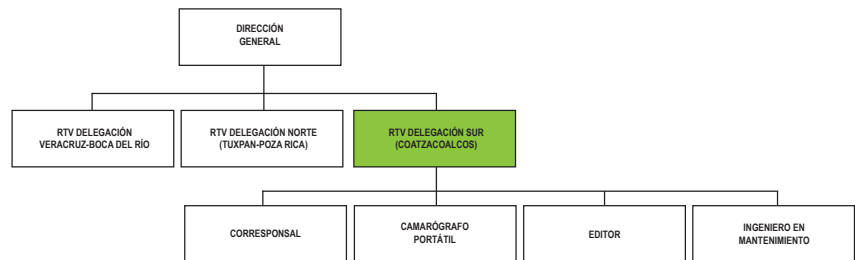 DIRECCIÓN
GENERAL
RTV DELEGACIÓN
VERACRUZ-BOCA DEL RÍO
RTV DELEGACIÓN NORTE
(TUXPAN-POZA RICA)
RTV DELEGACIÓN SUR
(COATZACOALCOS)
CORRESPONSAL
CAMARÓGRAFO
PORTÁTIL
EDITOR
INGENIERO EN
MANTENIMIENTO